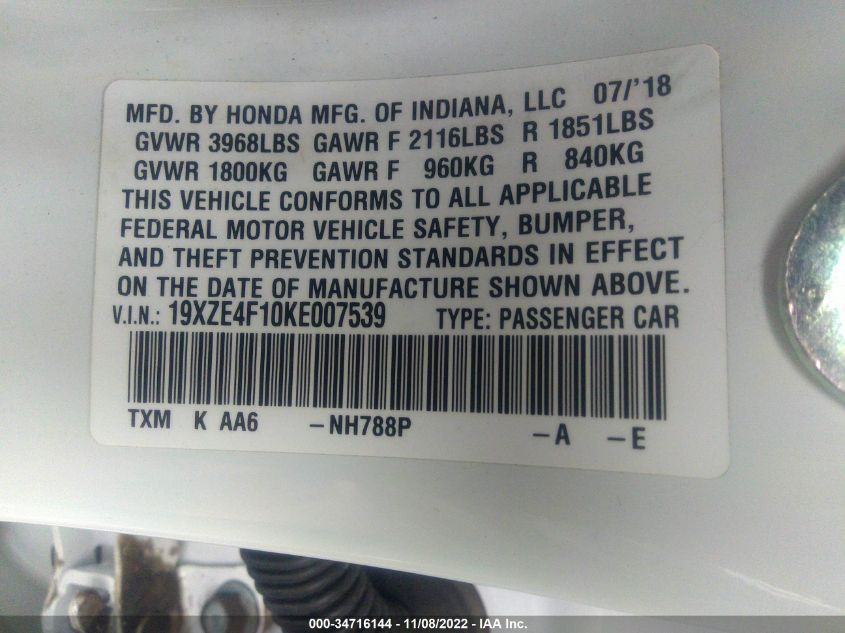 MFD. BY HONDA MFG. OF INDIANA, LLC 07/'18
GVWR 3968LBS GAWR F 2116LBS R 1851LBS
GVWR 1800KG GAWR F 960KG R 840KG
THIS VEHICLE CONFORMS TO ALL APPLICABLE
FEDERAL MOTOR VEHICLE SAFETY, BUMPER,
AND THEFT PREVENTION STANDARDS IN EFFECT
ON THE DATE OF MANUFACTURE SHOWN ABOVE.
V.I.N.: 19XZE4F10KE007539 TYPE: PASSENGER CAR
TXM K AA6 -NH788P -A -E
000-34716144 - 11/08/2022 - IAA Inc.